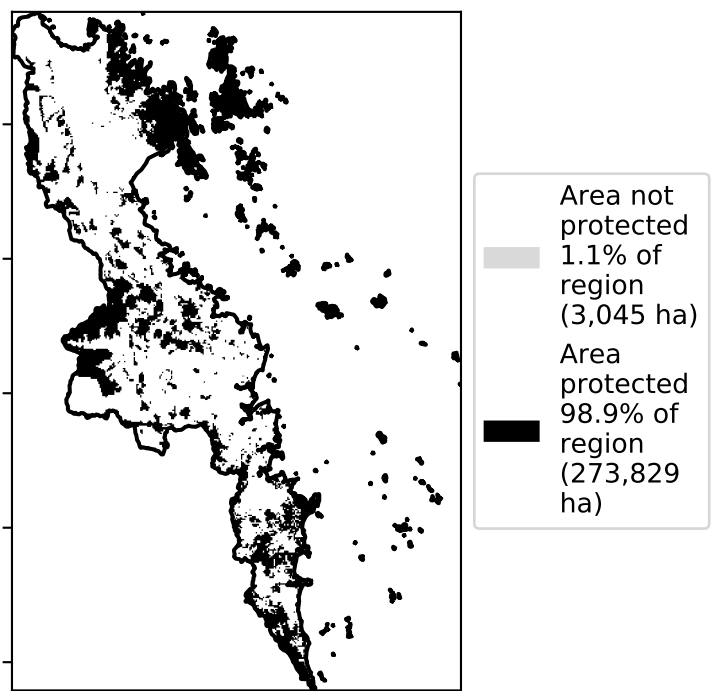 Area not
protected
1.1% of
region
(3,045 ha)
Area
protected
98.9% of
region
(273,829
ha)